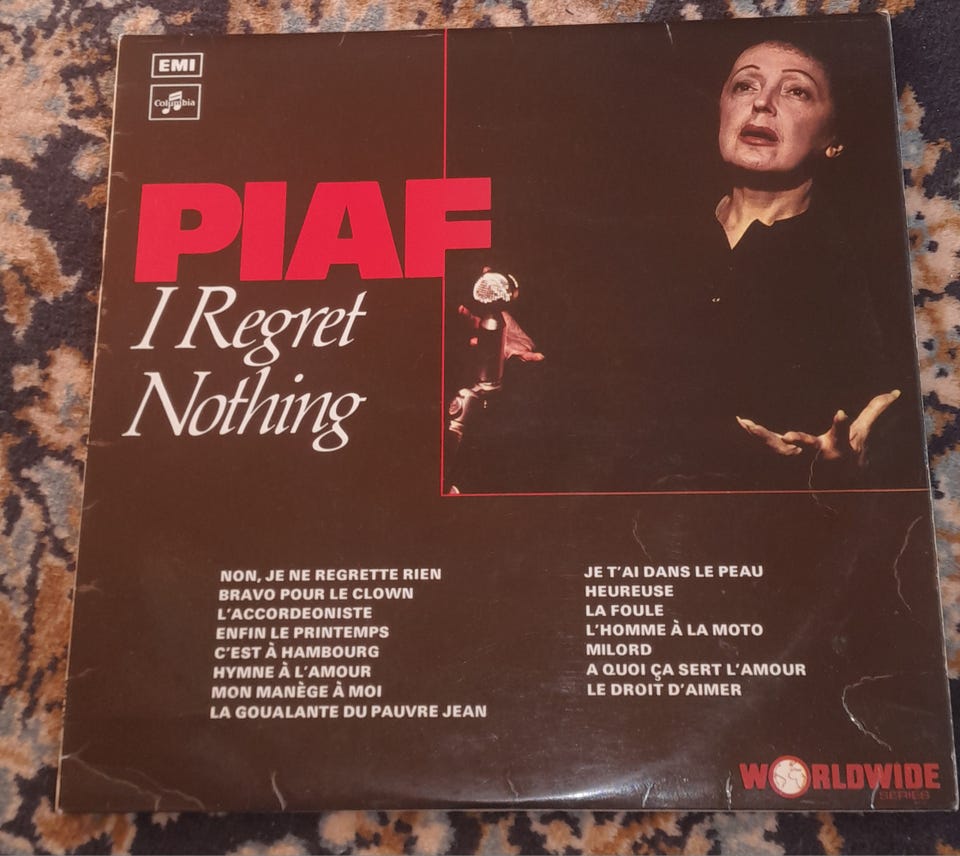 EMI
Columbia
PIAF
I Regret
Nothing
NON, JE NE REGRETTE RIEN
BRAVO POUR LE CLOWN
L'ACCORDEONISTE
ENFIN LE PRINTEMPS
C'EST À HAMBOURG
HYMNE À L'AMOUR
MON MANÈGE À MOI
LA GOUALANTE DU PAUVRE JEAN
JE T'AI DANS LE PEAU
HEUREUSE
LA FOULE
L'HOMME À LA MOTO
MILORD
A QUOI ÇA SERT L'AMOUR
LE DROIT D'AIMER
WORLDWIDE
SERIES